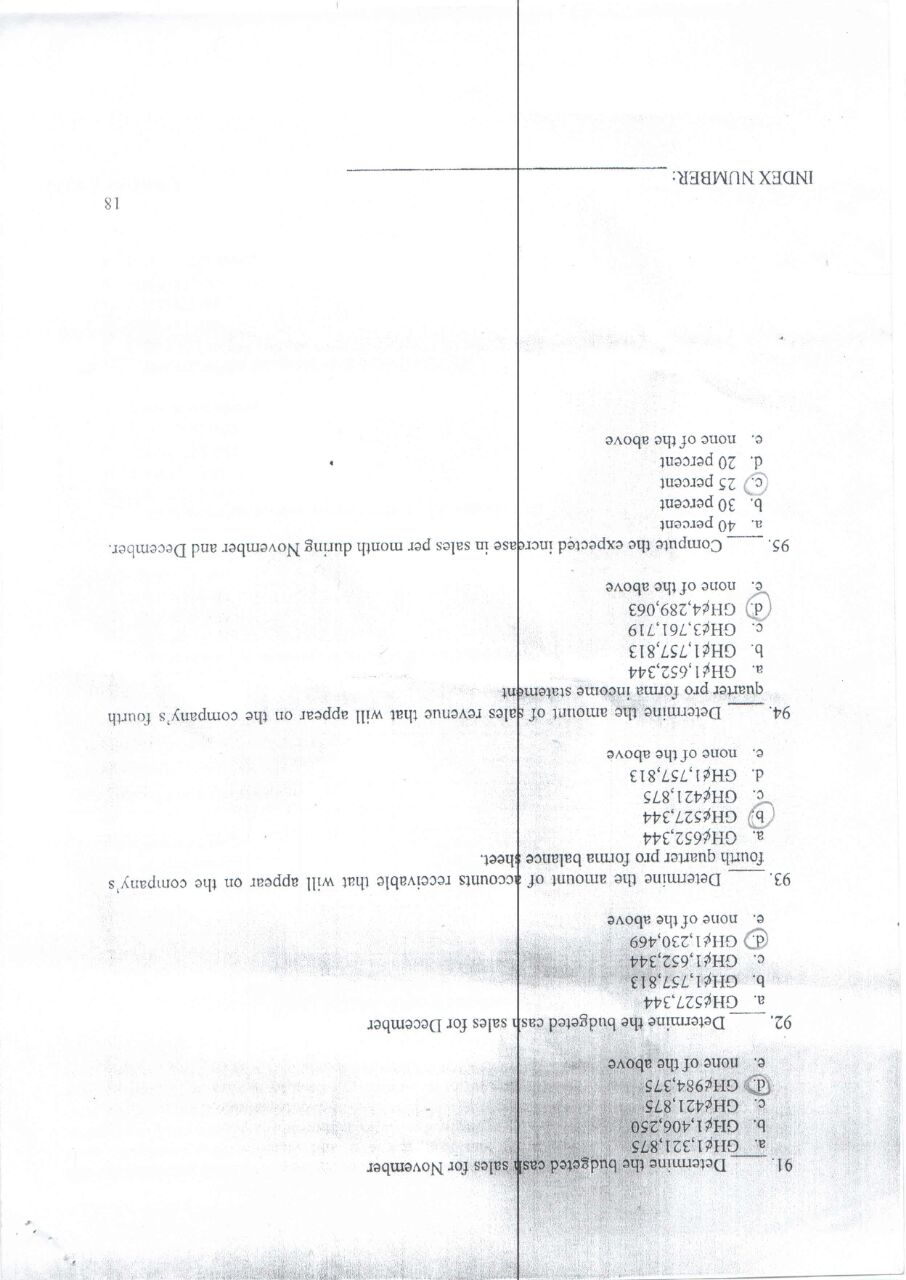 91. ____ Determine the budgeted cash sales for November
a. GH¢1,321,875
b. GH¢1,406,250
c. GH¢421,875
d. GH¢984,375
e. none of the above
92. ____ Determine the budgeted cash sales for December
a. GH¢527,344
b. GH¢1,757,813
c. GH¢1,652,344
d. GH¢1,230,469
e. none of the above
93. ____ Determine the amount of accounts receivable that will appear on the company's
fourth quarter pro forma balance sheet.
a. GH¢652,344
b. GH¢527,344
c. GH¢421,875
d. GH¢1,757,813
e. none of the above
94. ____ Determine the amount of sales revenue that will appear on the company's fourth
quarter pro forma income statement
a. GH¢1,652,344
b. GH¢1,757,813
c. GH¢3,761,719
d. GH¢4,289,063
e. none of the above
95. ____ Compute the expected increase in sales per month during November and December.
a. 40 percent
b. 30 percent
c. 25 percent
d. 20 percent
e. none of the above
18
INDEX NUMBER: ____